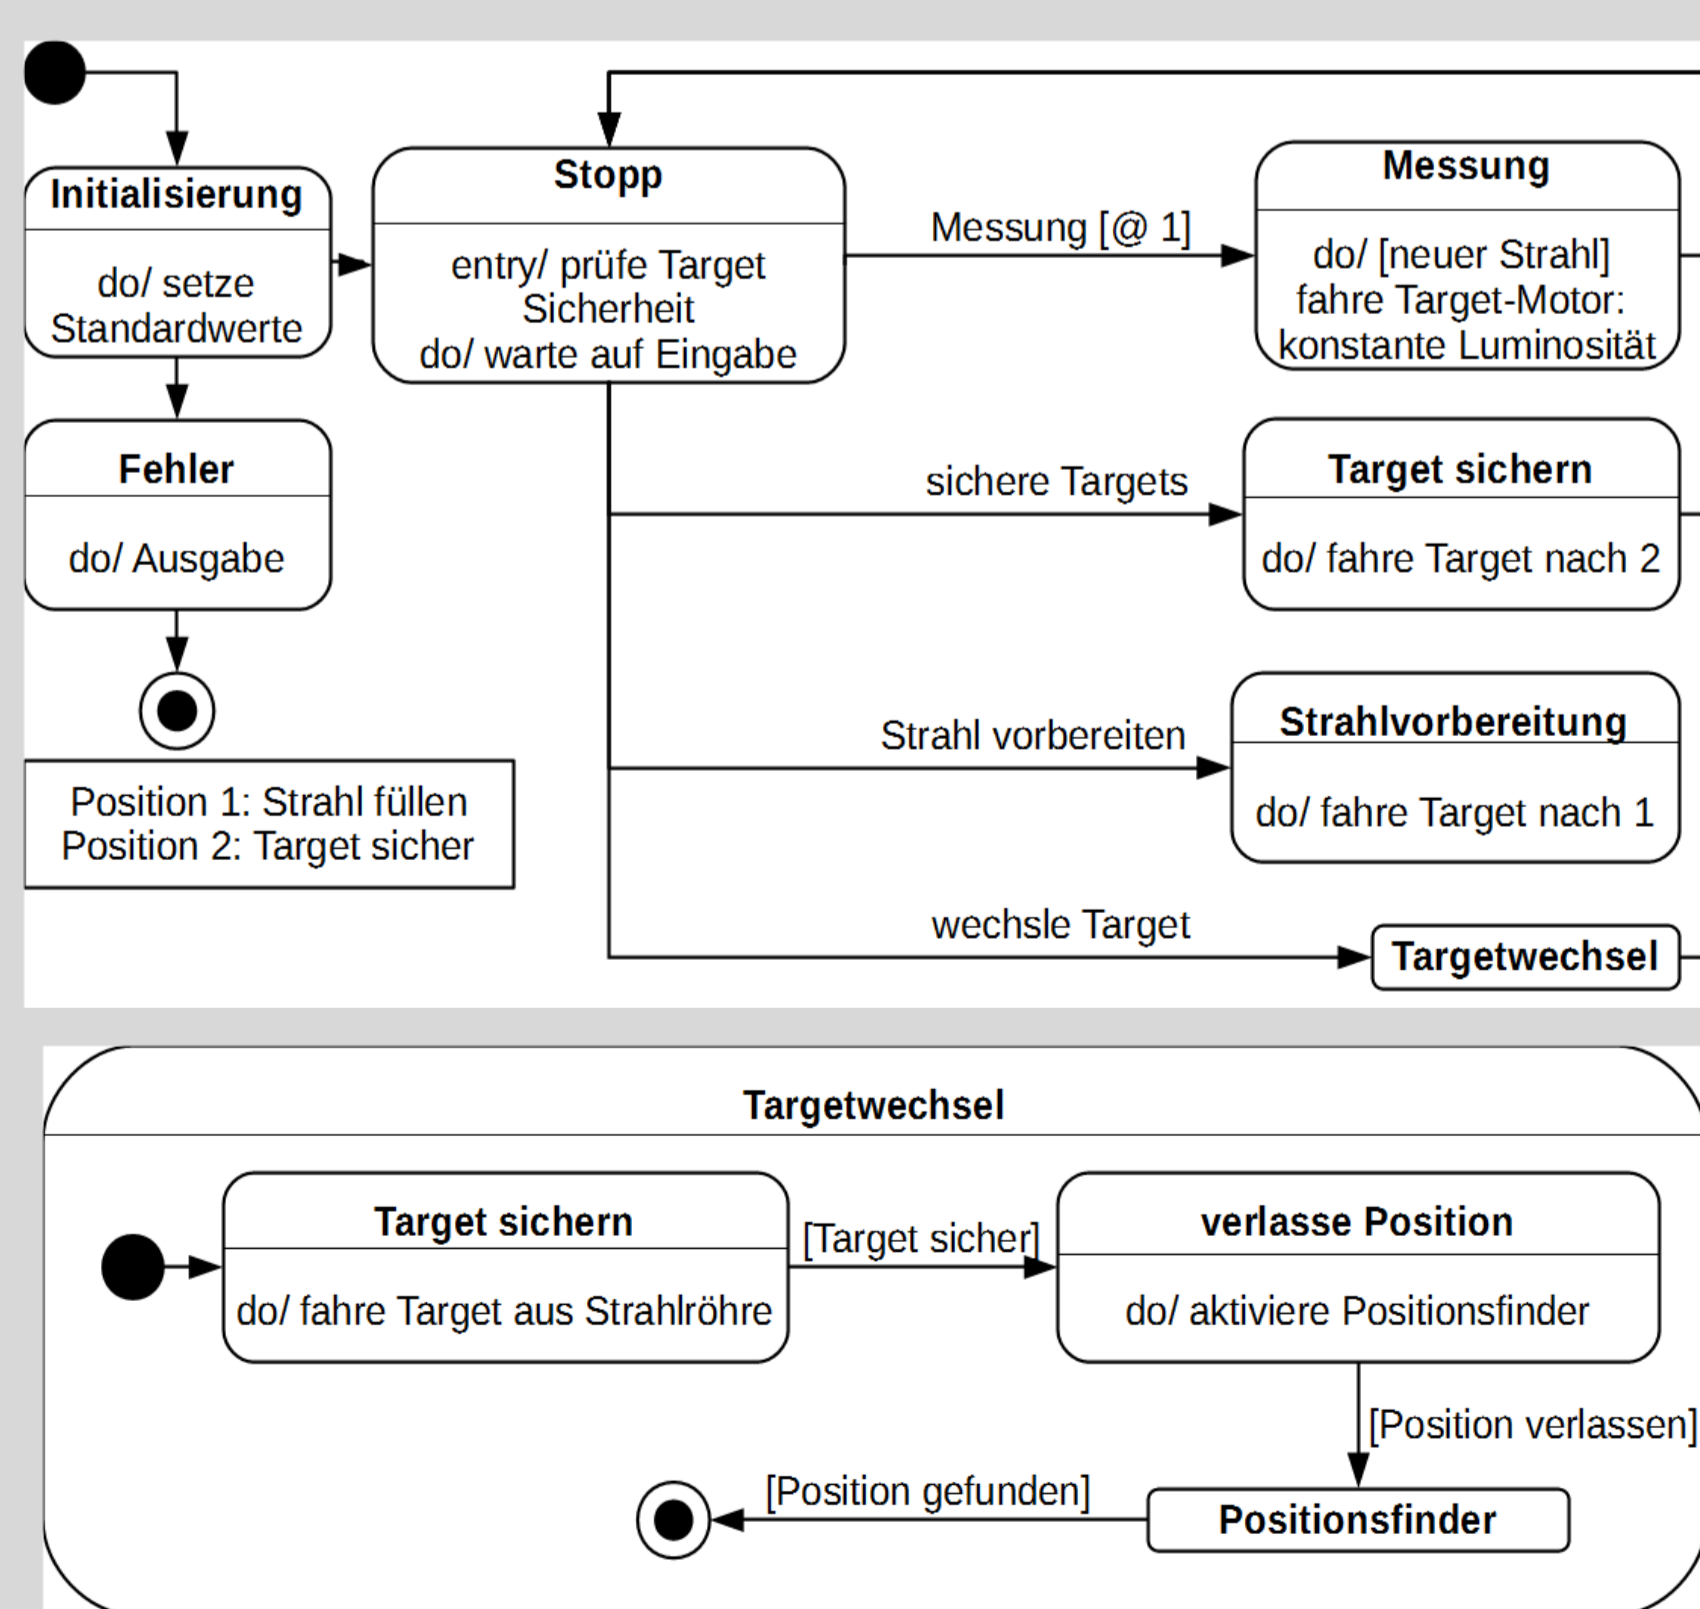 Initialisierung
do/ setze
Standardwerte
Stopp
entry/ prüfe Target
Sicherheit
do/ warte auf Eingabe
Messung [@ 1]
Messung
do/ [neuer Strahl]
fahre Target-Motor:
konstante Luminosität
Fehler
do/ Ausgabe
sichere Targets
Target sichern
do/ fahre Target nach 2
Strahl vorbereiten
Strahlvorbereitung
do/ fahre Target nach 1
Position 1: Strahl füllen
Position 2: Target sicher
wechsle Target
Targetwechsel
Targetwechsel
Target sichern
do/ fahre Target aus Strahlröhre
[Target sicher]
verlasse Position
do/ aktiviere Positionsfinder
[Position verlassen]
[Position gefunden]
Positionsfinder